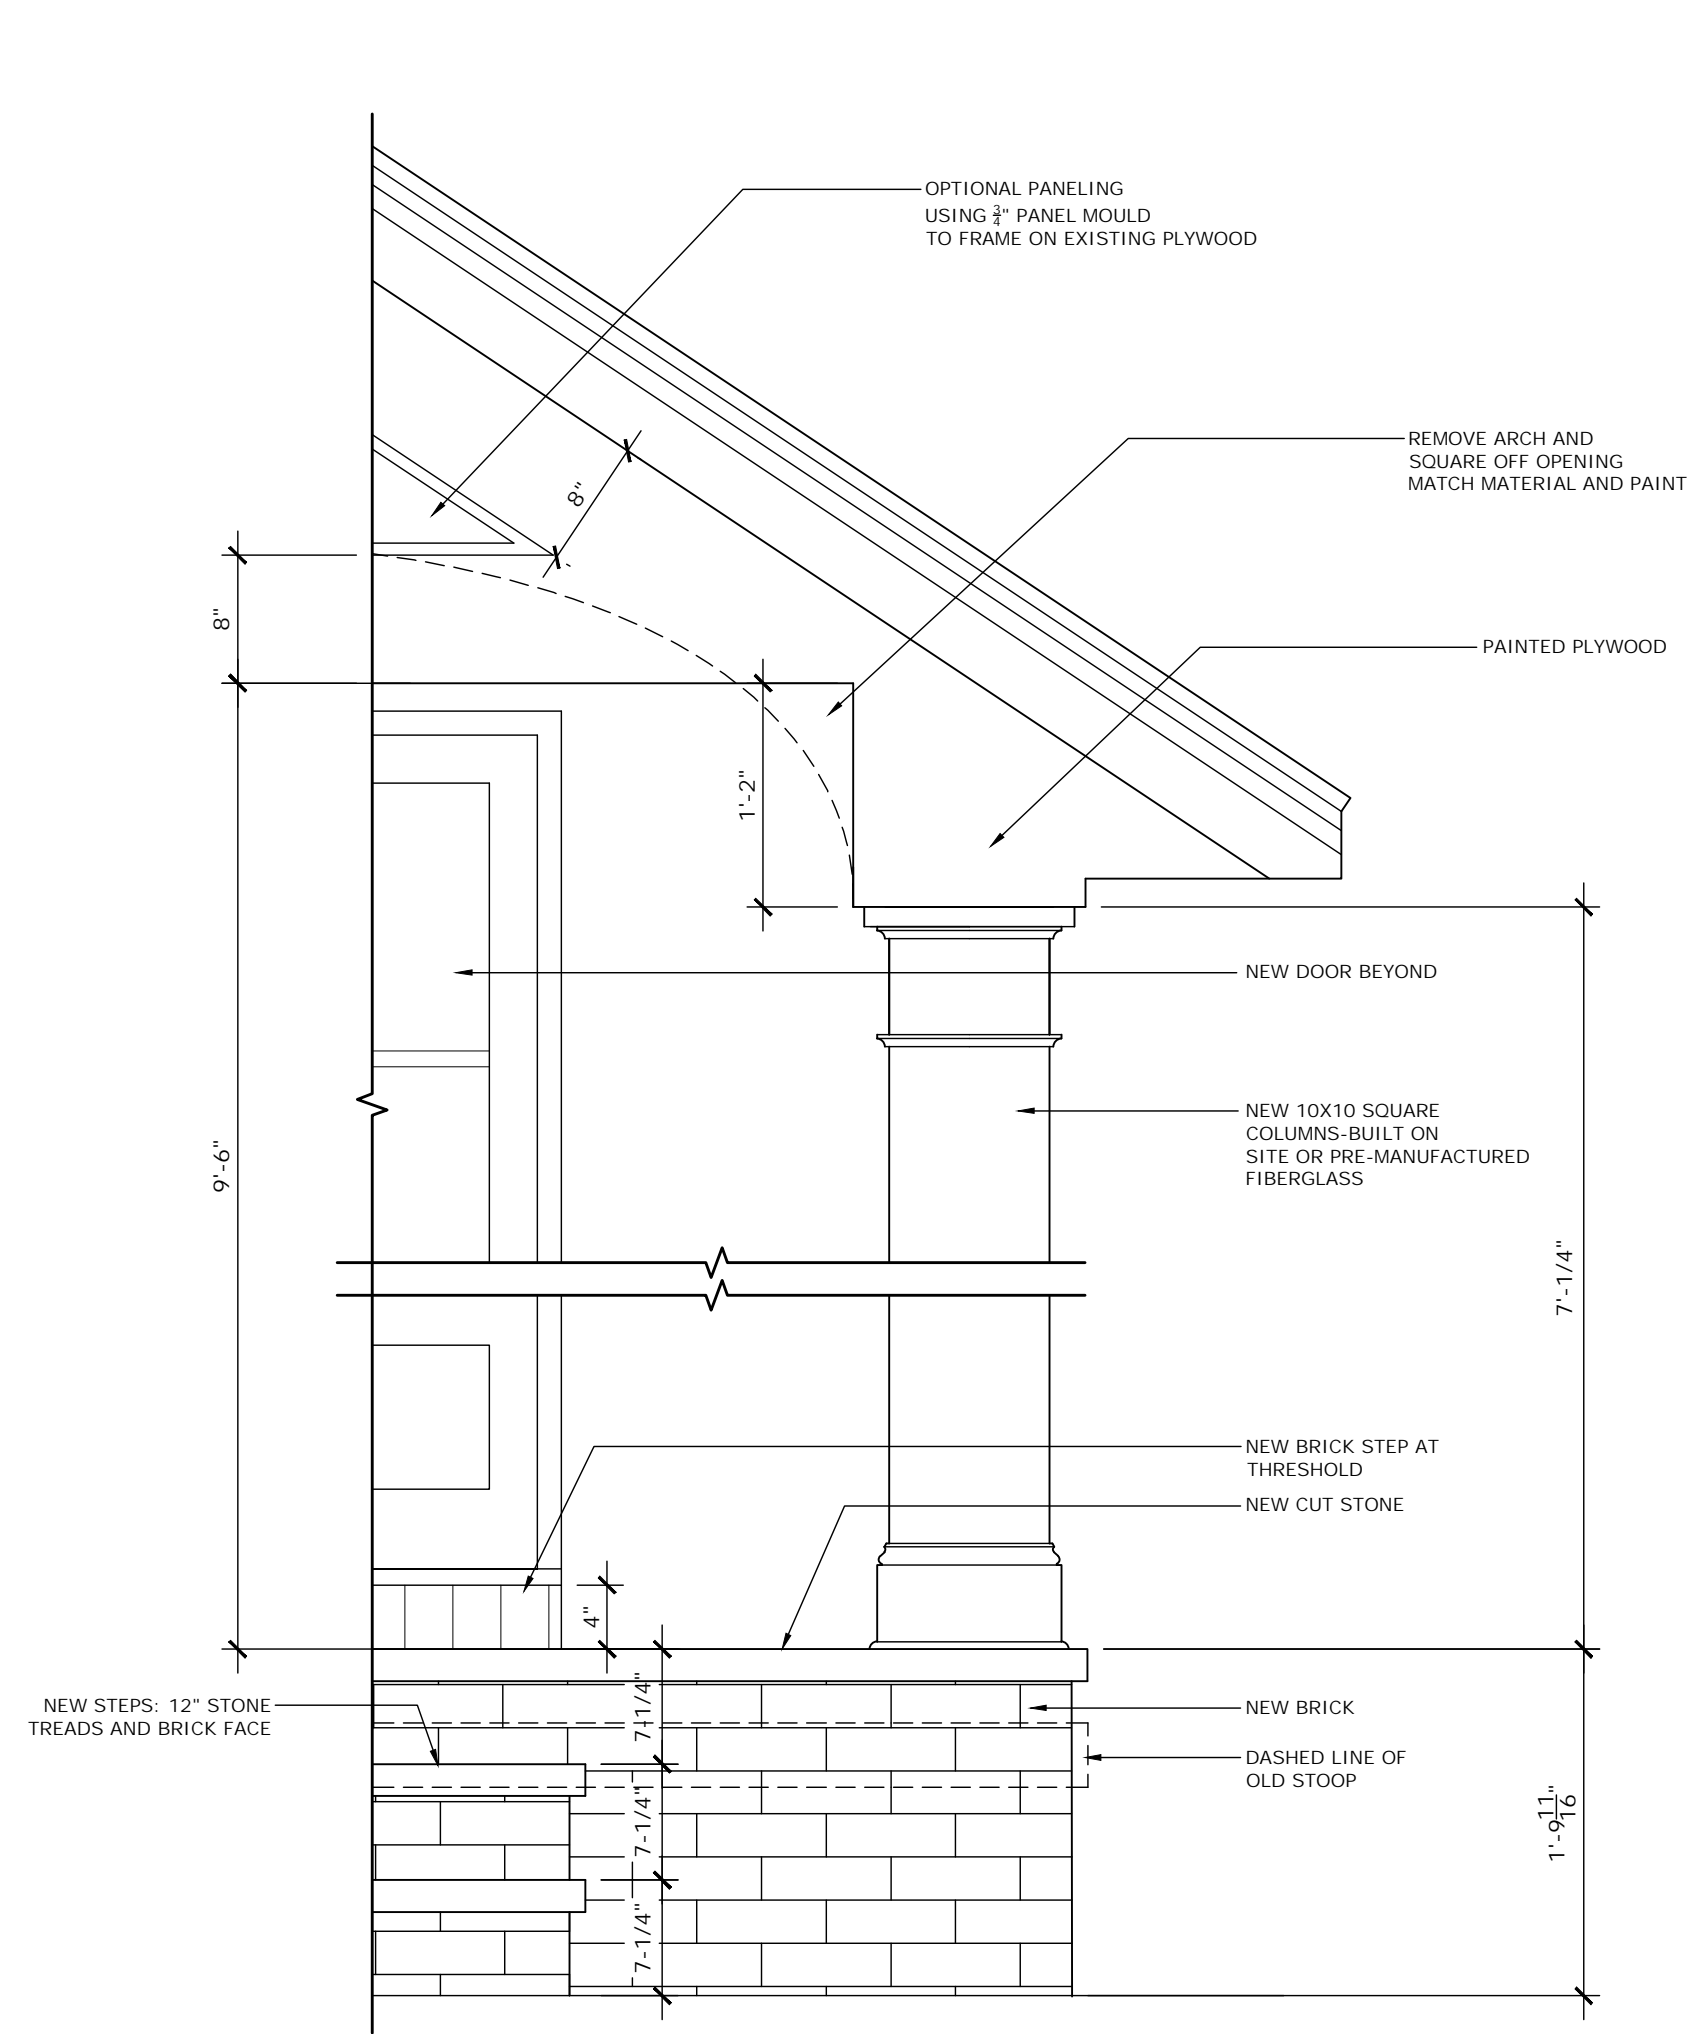 OPTIONAL PANELING
USING 3/4" PANEL MOULD
TO FRAME ON EXISTING PLYWOOD
REMOVE ARCH AND
SQUARE OFF OPENING
MATCH MATERIAL AND PAINT
8"
8"
PAINTED PLYWOOD
1'-2"
NEW DOOR BEYOND
NEW 10X10 SQUARE
COLUMNS-BUILT ON
SITE OR PRE-MANUFACTURED
FIBERGLASS
9'-6"
7'-1/4"
NEW BRICK STEP AT
THRESHOLD
NEW CUT STONE
4"
NEW STEPS: 12" STONE
TREADS AND BRICK FACE
7-1/4"
NEW BRICK
DASHED LINE OF
OLD STOOP
7-1/4"
1'-9 11/16"
7-1/4"